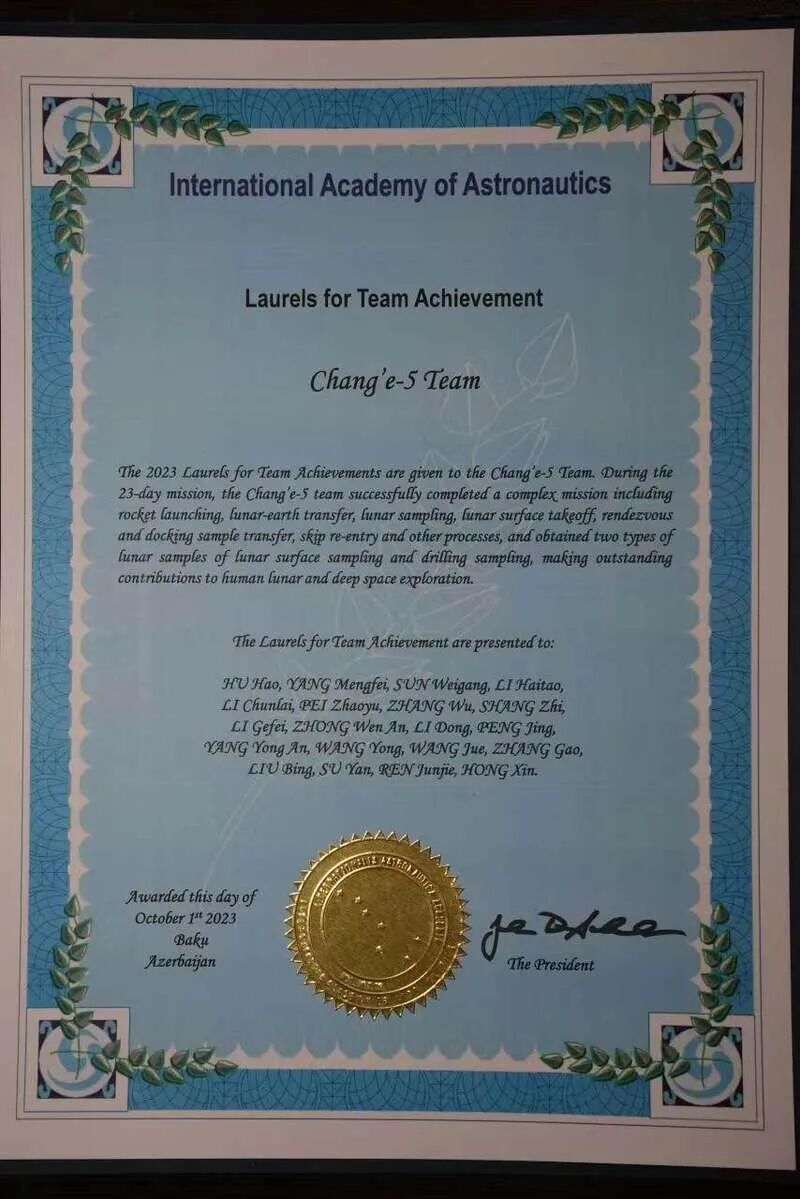 International Academy of Astronautics
Laurels for Team Achievement
Chang'e-5 Team
The 2023 Laurels for Team Achievements are given to the Chang'e-5 Team. During the
23-day mission, the Chang'e-5 team successfully completed a complex mission including
rocket launching, lunar-earth transfer, lunar sampling, lunar surface takeoff, rendezvous
and docking sample transfer, skip re-entry and other processes, and obtained two types of
lunar samples of lunar surface sampling and drilling sampling, making outstanding
contributions to human lunar and deep space exploration.
The Laurels for Team Achievement are presented to:
HU Hao, YANG Mengfei, SUN Weigang, LI Haitao,
LI Chunlai, PEI Zhaoyu, ZHANG Wu, SHANG Zhi,
LI Gefei, ZHONG Wen An, LI Dong, PENG Jing,
YANG Yong An, WANG Yong, WANG Jue, ZHANG Gao,
LIU Bing, SU Yan, REN Junjie, HONG Xin.
Awarded this day of
October 1st 2023
Baku
Azerbaijan
The President